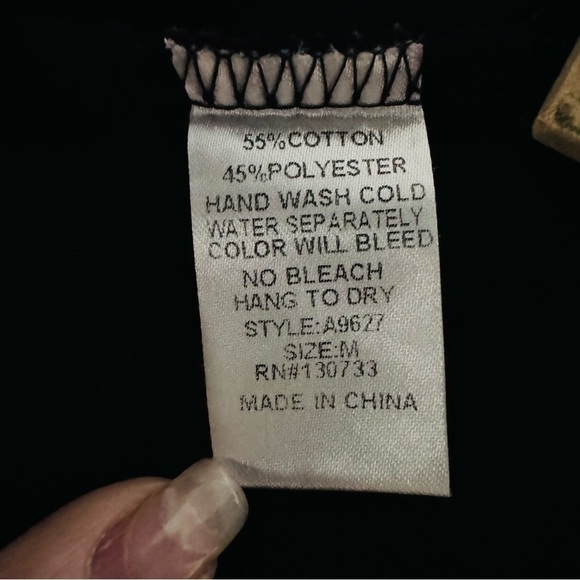 55%COTTON
45%POLYESTER
HAND WASH COLD
WATER SEPARATELY
COLOR WILL BLEED
NO BLEACH
HANG TO DRY
STYLE:A9627
SIZE:M
RN#130733
MADE IN CHINA